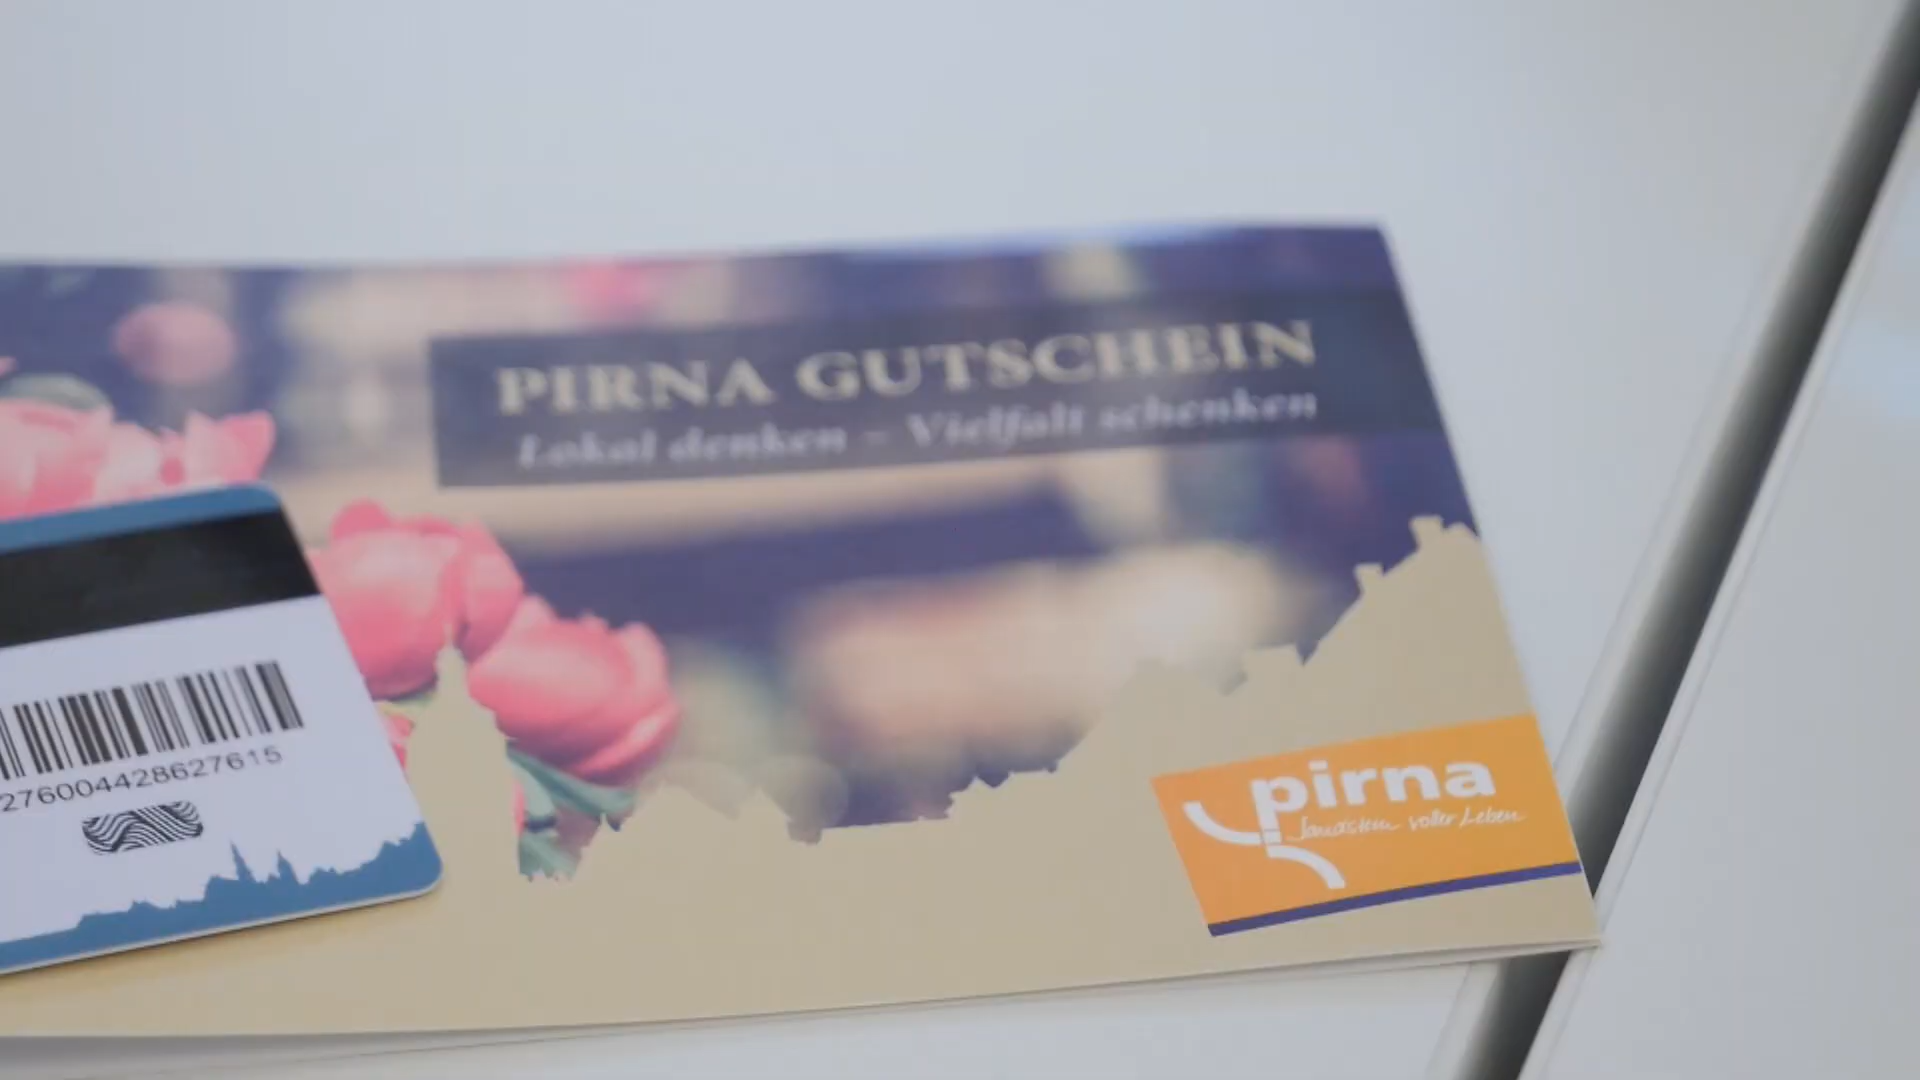 PIRNA GUTSCHEIN
Lokal denken – Vielfalt schenken
276004428627615
pirna
Sandstein voller Leben